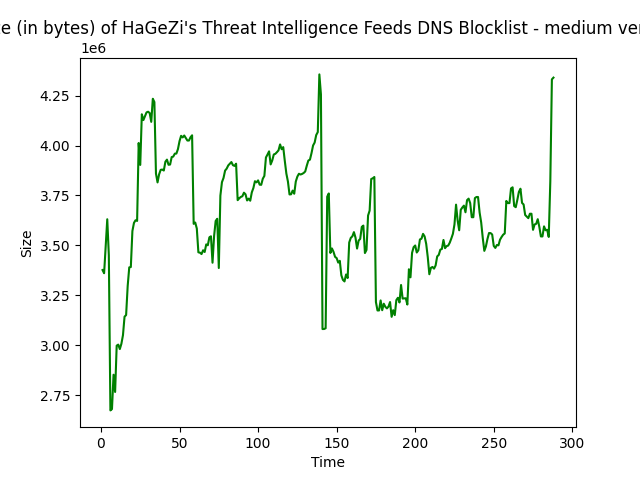 e (in bytes) of HaGeZi's Threat Intelligence Feeds DNS Blocklist - medium ver
1e6
4.25
4.00
3.75
3.50
3.25
3.00
2.75
Size
0 50 100 150 200 250 300
Time